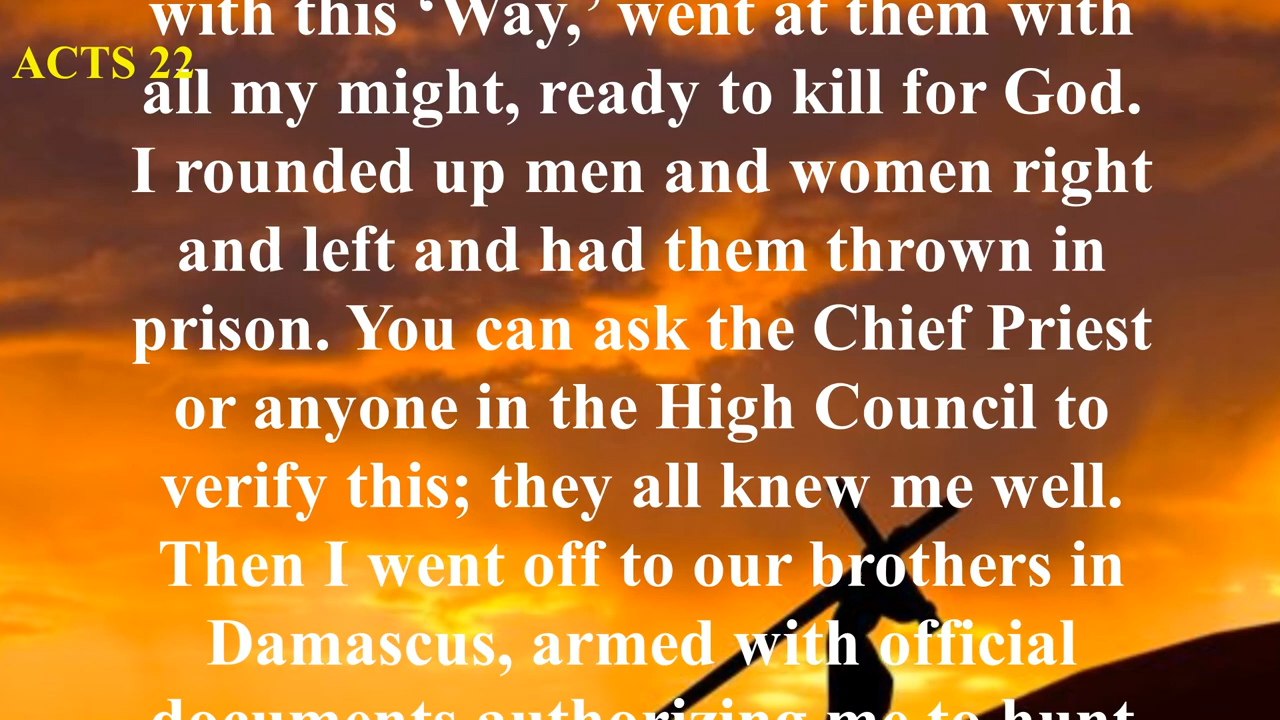 with this ‘Way,’ went at them with
ACTS 22
all my might, ready to kill for God.
I rounded up men and women right
and left and had them thrown in
prison. You can ask the Chief Priest
or anyone in the High Council to
verify this; they all knew me well.
Then I went off to our brothers in
Damascus, armed with official
documents authorizing me to hunt